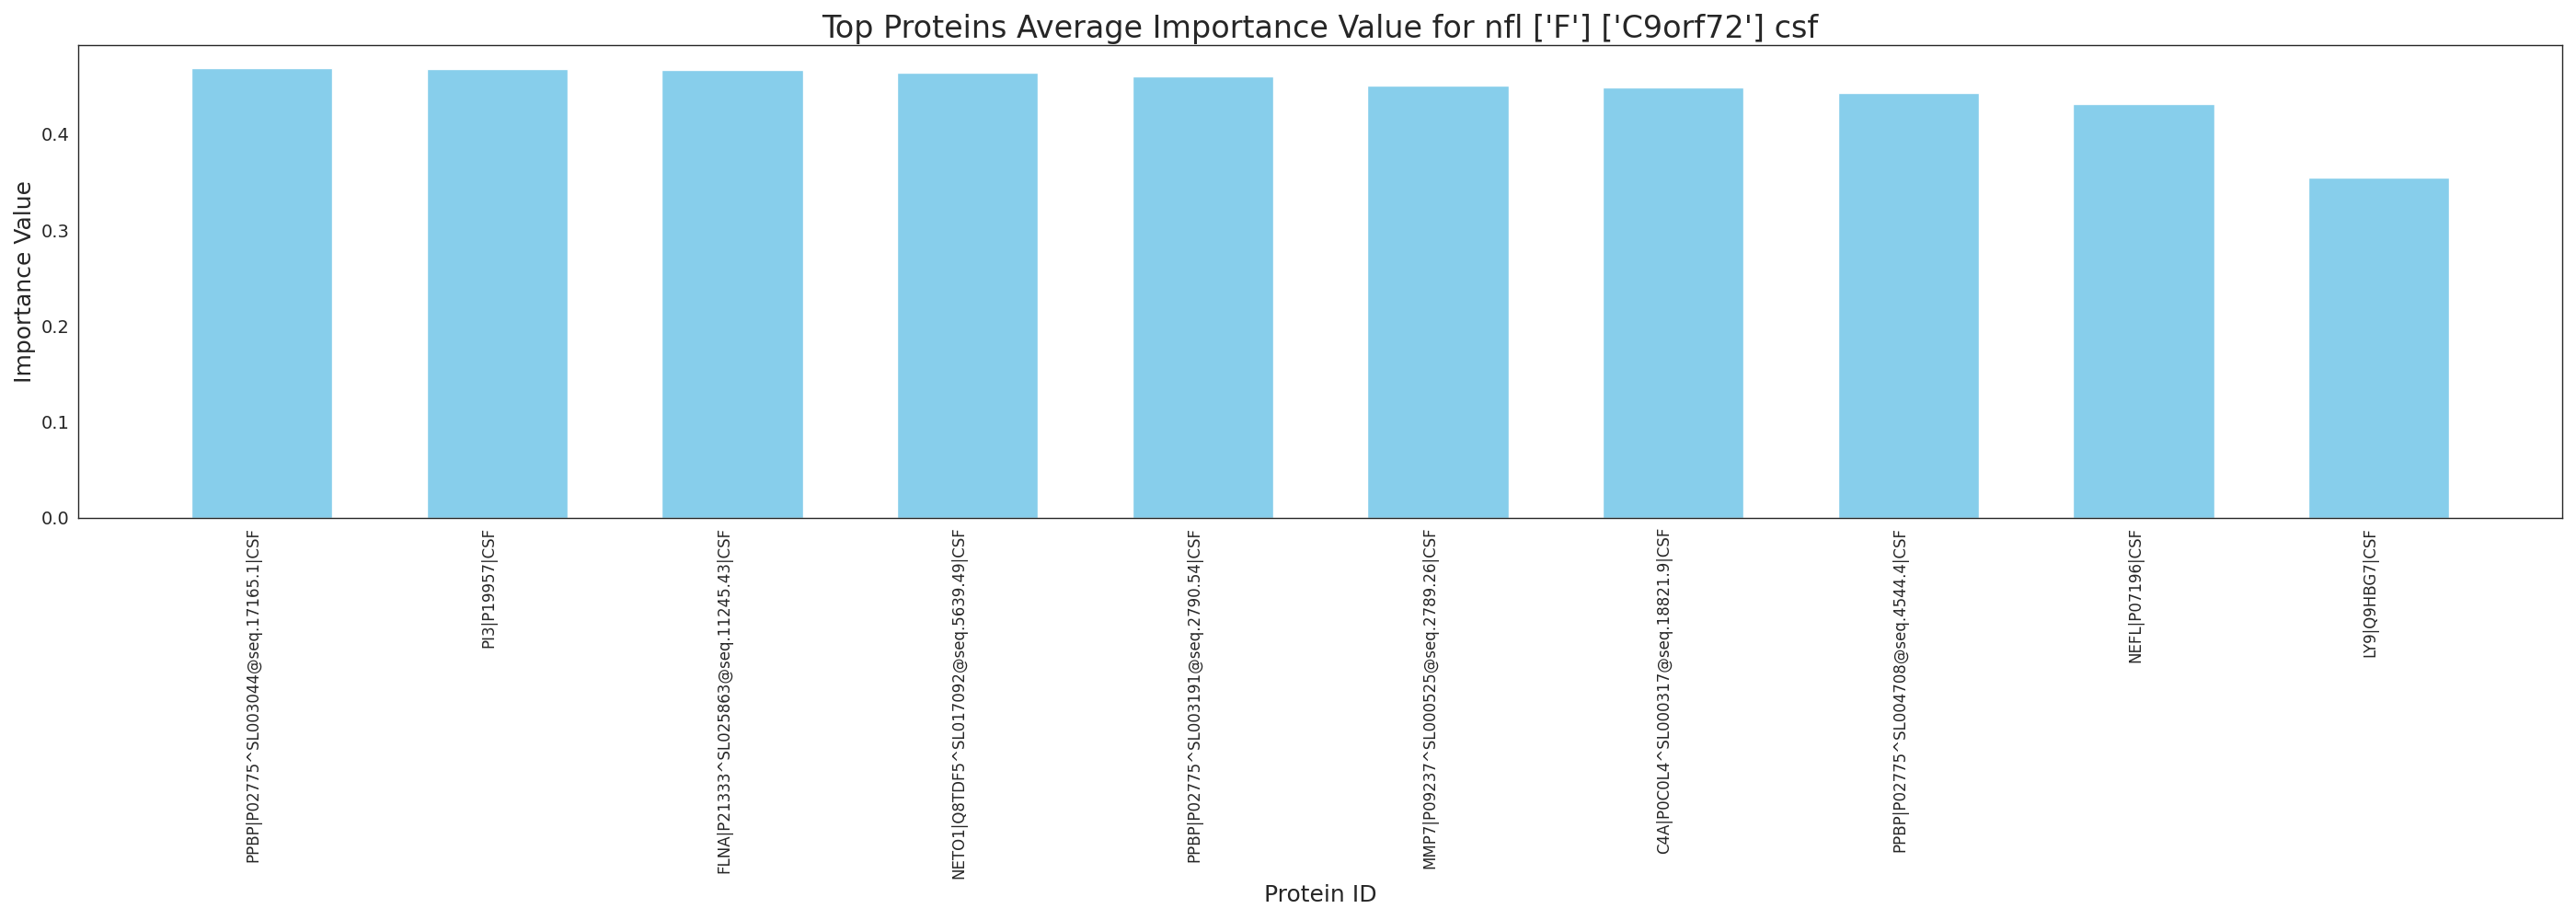 Top Proteins Average Importance Value for nfl ['F'] ['C9orf72'] csf
Importance Value
0.4
0.3
0.2
0.1
0.0
PPBP|P02775^SL003044@seq.17165.1|CSF
PI3|P19957|CSF
FLNA|P21333^SL025863@seq.11245.43|CSF
NETO1|Q8TDF5^SL017092@seq.5639.49|CSF
PPBP|P02775^SL003191@seq.2790.54|CSF
MMP7|P09237^SL000525@seq.2789.26|CSF
C4A|P0C0L4^SL000317@seq.18821.9|CSF
PPBP|P02775^SL004708@seq.4544.4|CSF
NEFL|P07196|CSF
LY9|Q9HBG7|CSF
Protein ID